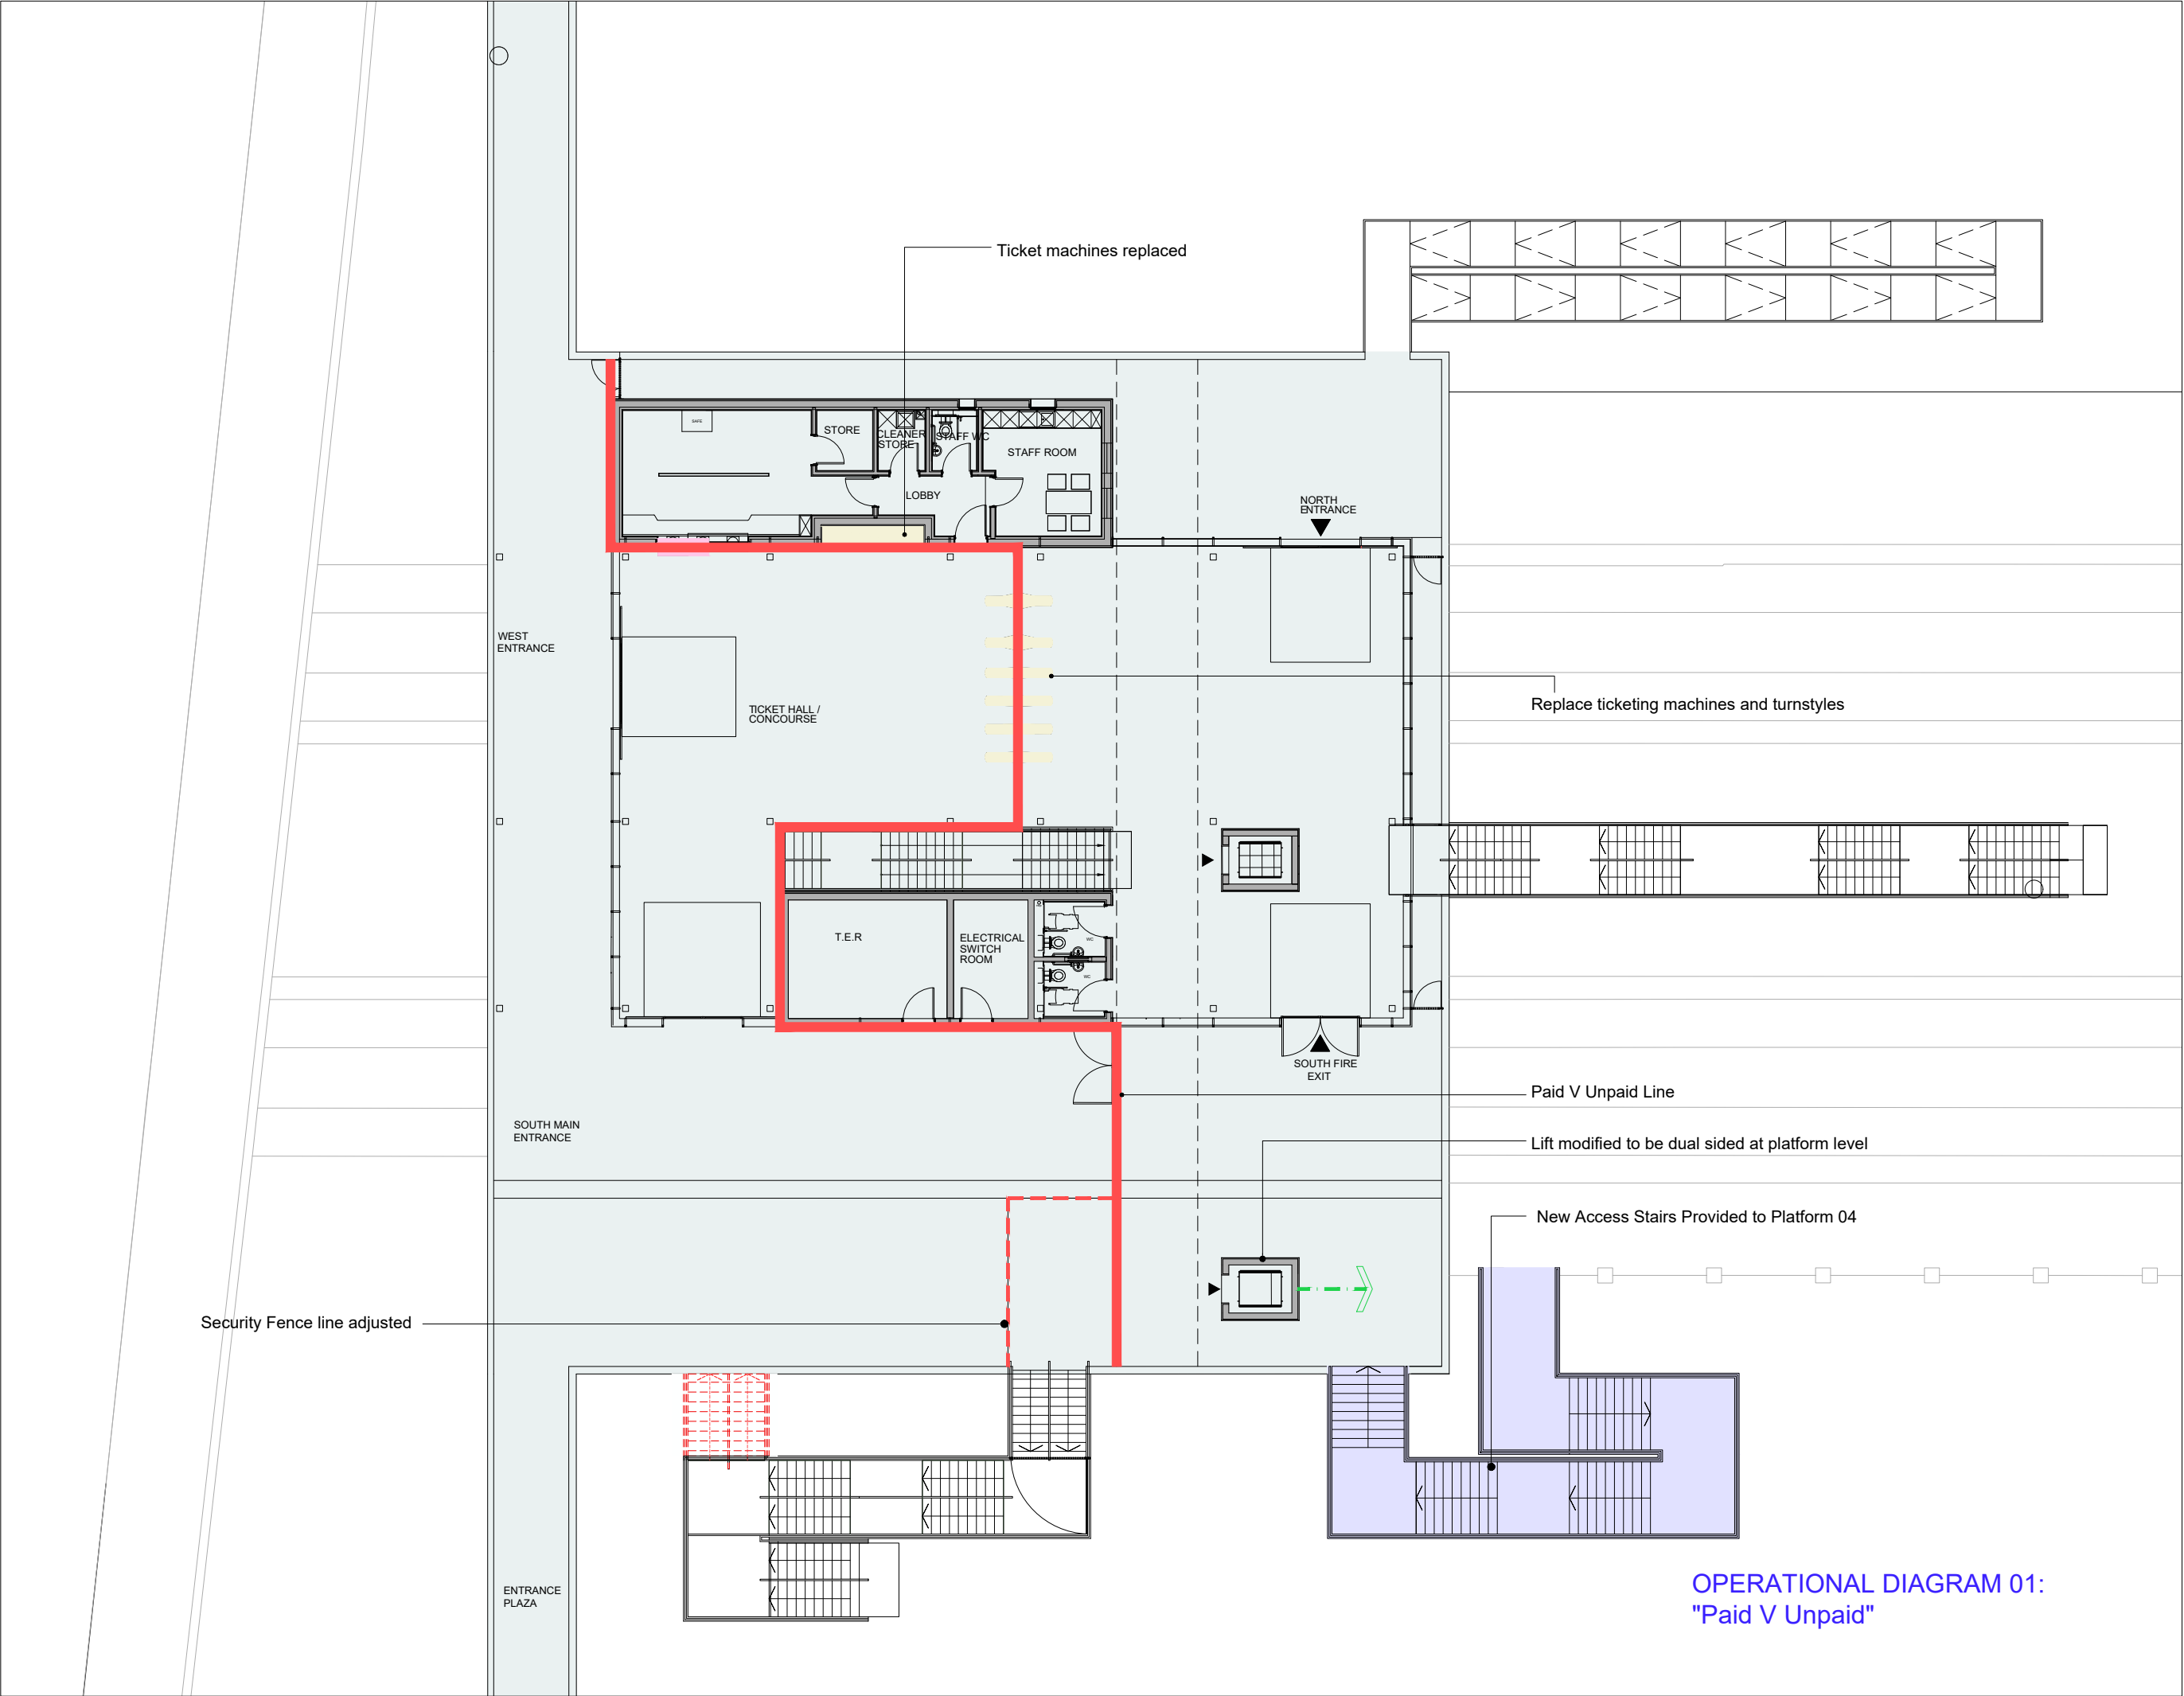 Ticket machines replaced
SAFE
STORE
CLEANER
STORE
STAFF WC
STAFF ROOM
LOBBY
NORTH
ENTRANCE
WEST
ENTRANCE
TICKET HALL /
CONCOURSE
Replace ticketing machines and turnstyles
T.E.R
ELECTRICAL
SWITCH
ROOM
WC
WC
SOUTH FIRE
EXIT
Paid V Unpaid Line
SOUTH MAIN
ENTRANCE
Lift modified to be dual sided at platform level
New Access Stairs Provided to Platform 04
Security Fence line adjusted
ENTRANCE
PLAZA
OPERATIONAL DIAGRAM 01:
"Paid V Unpaid"